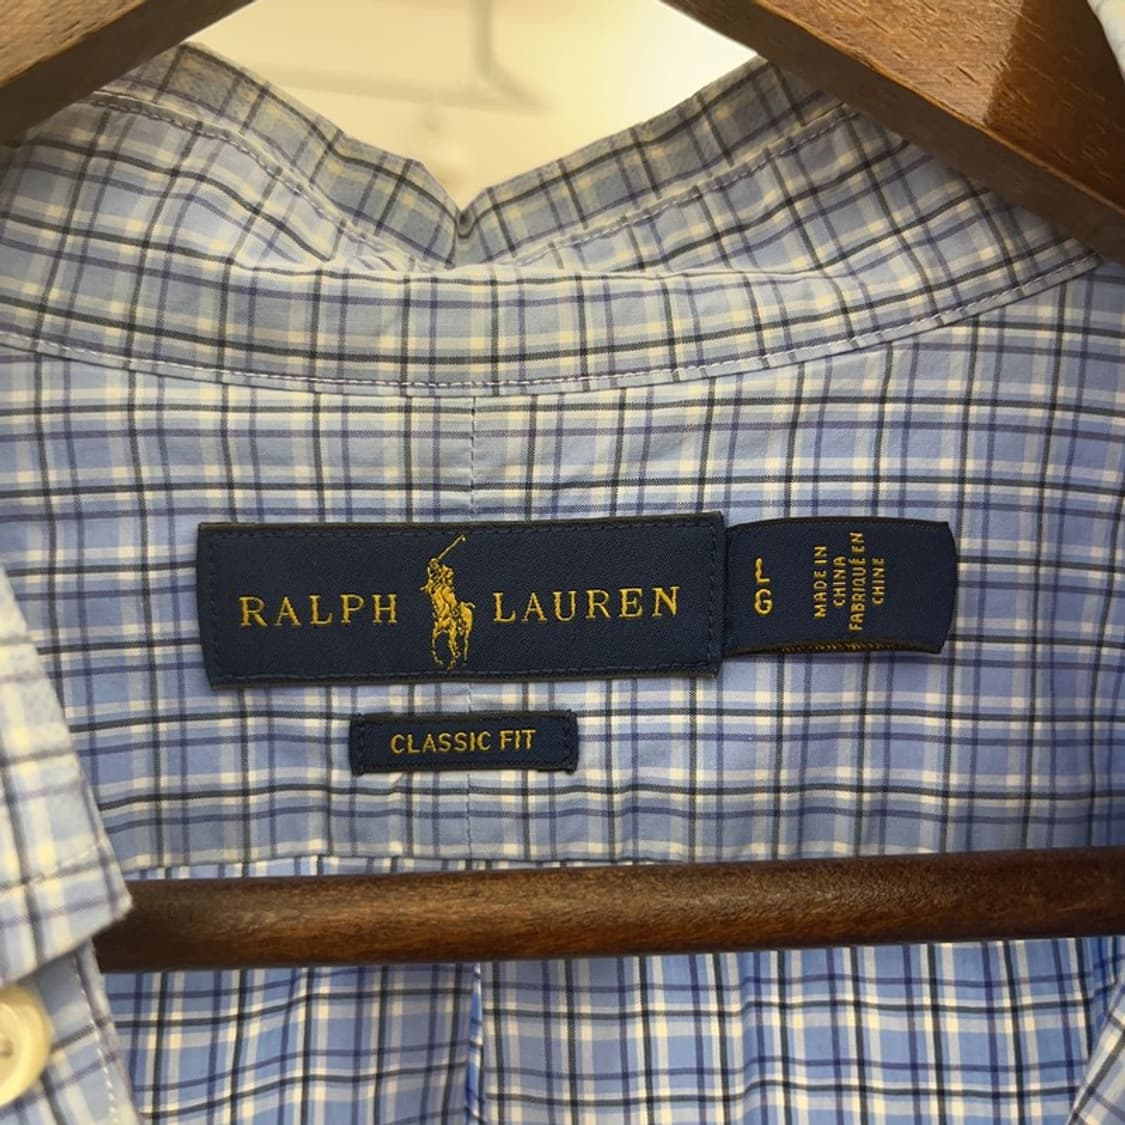 RALPH LAUREN
L
G
MADE IN
CHINA
FABRIQUÉ EN
CHINE
CLASSIC FIT